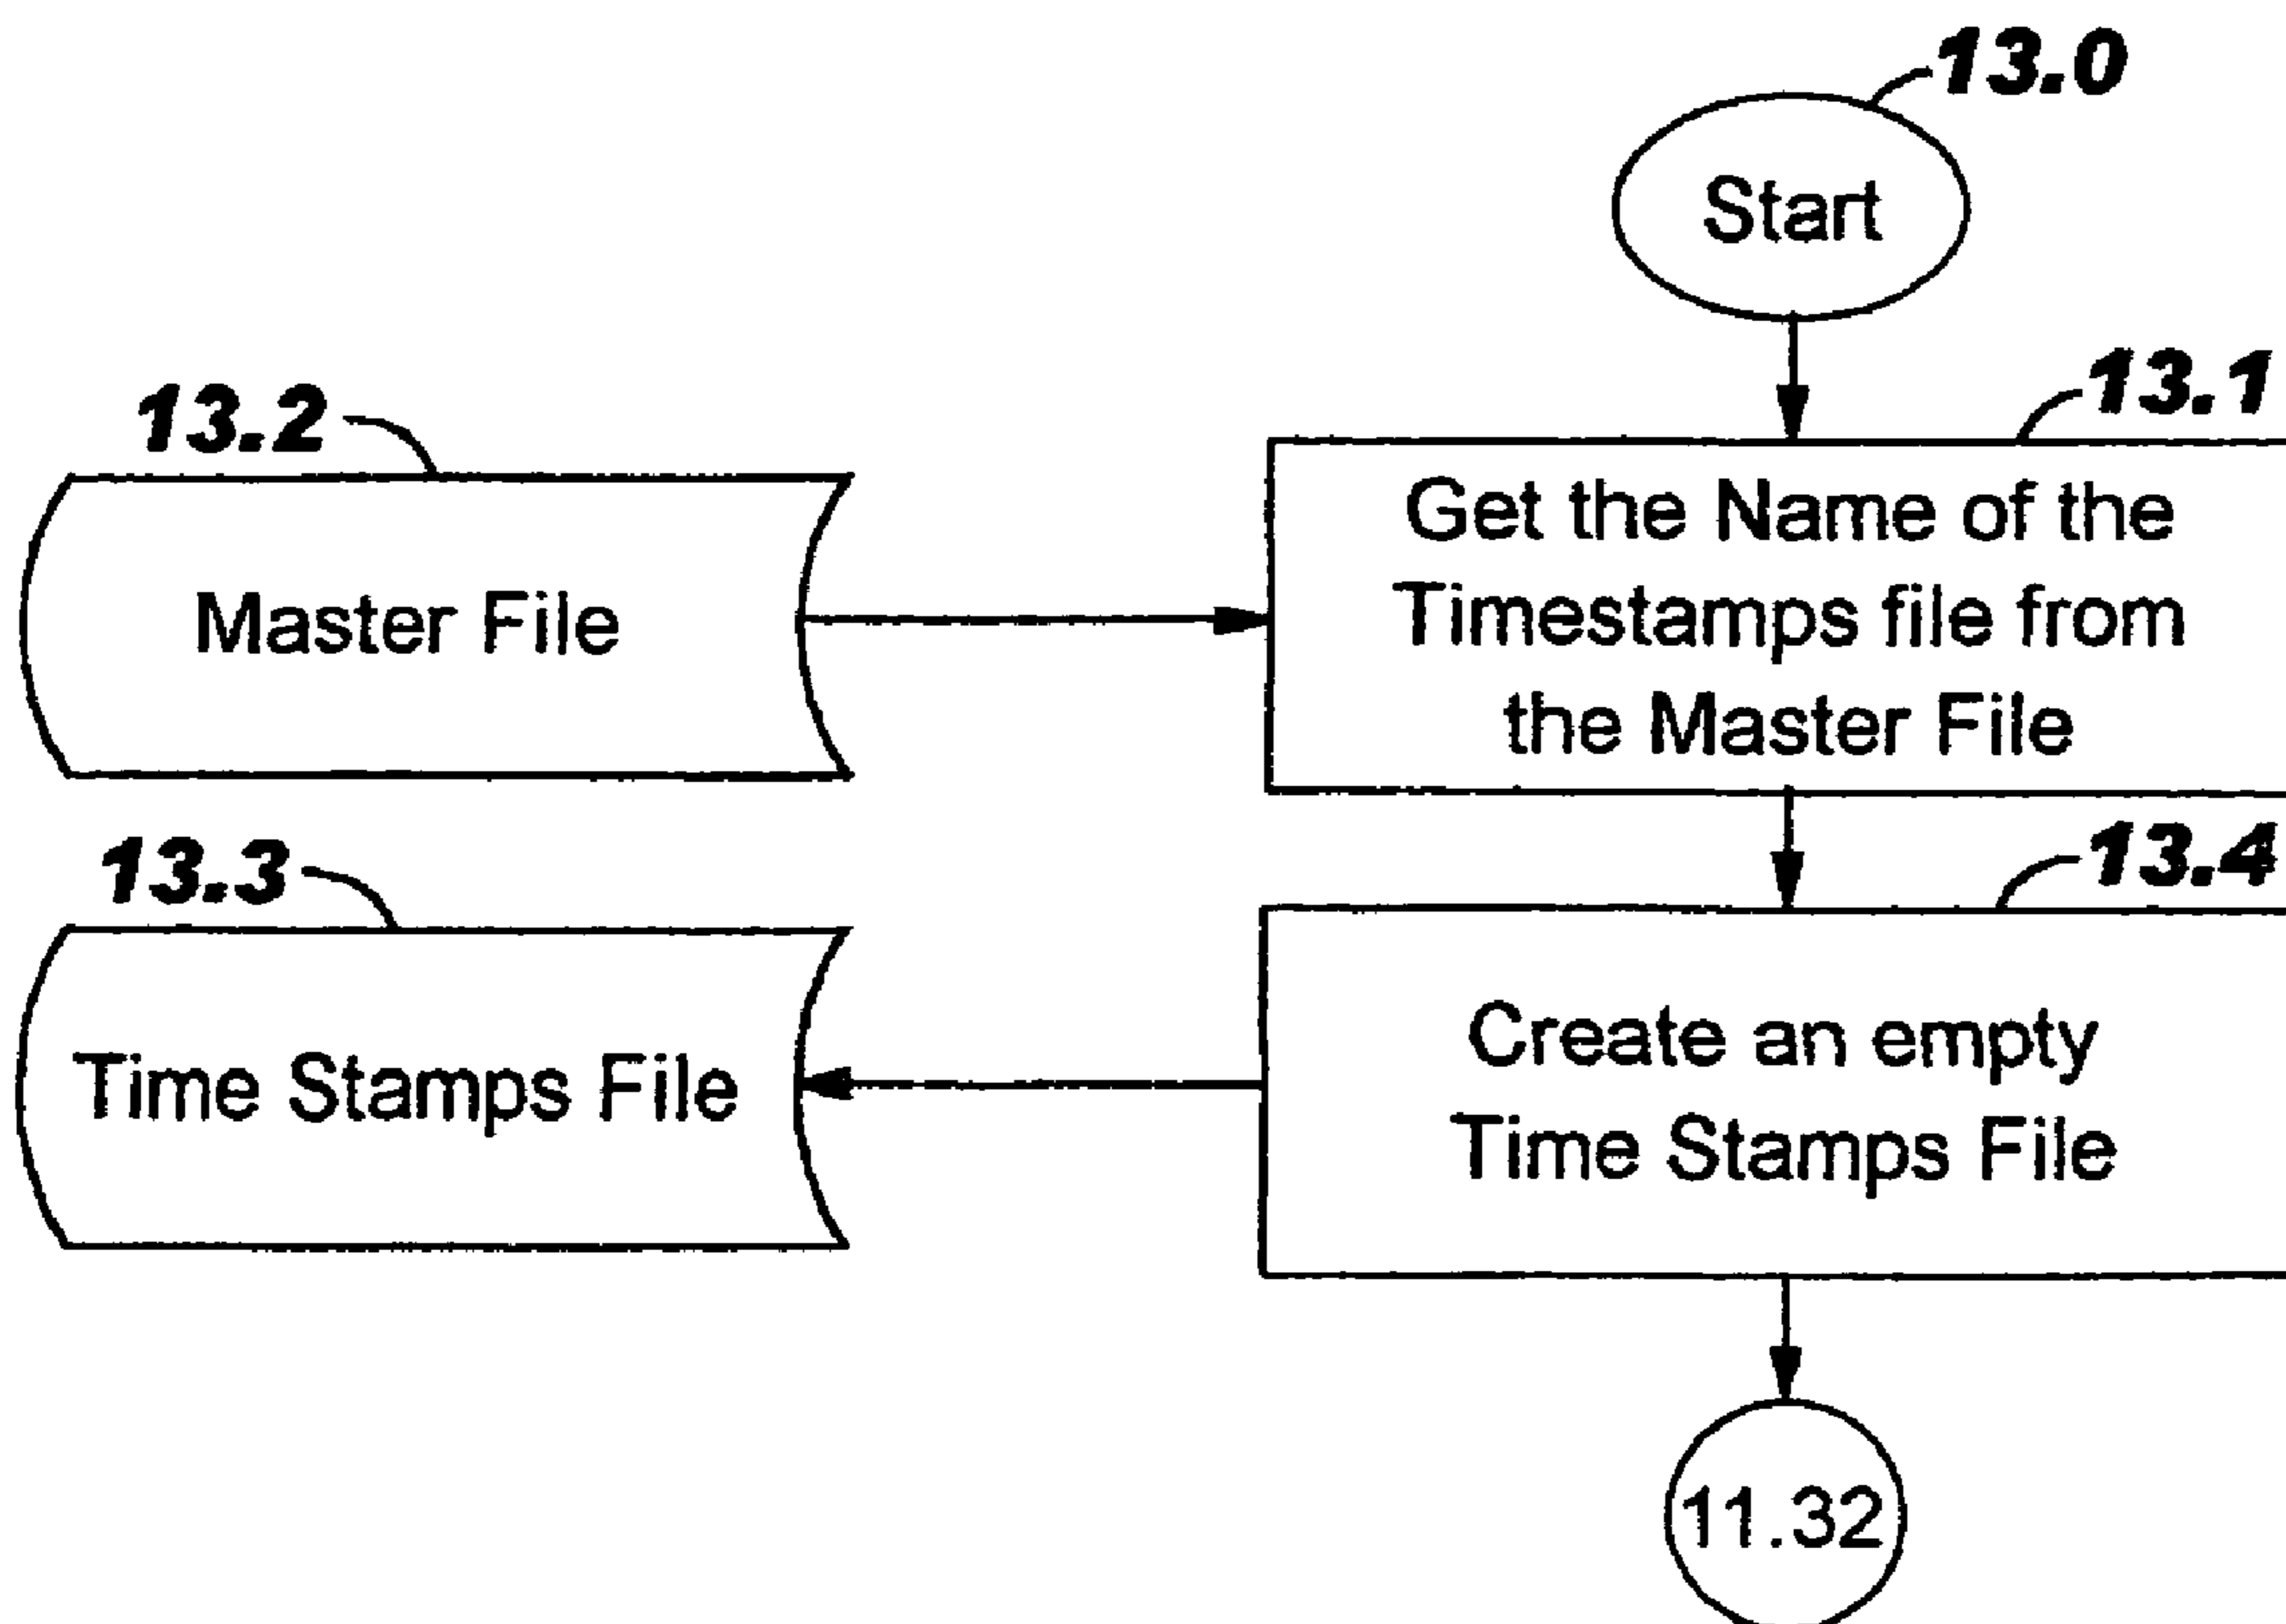 13.0
Start
13.1
13.2
Get the Name of the
Timestamps file from
the Master File
Master File
13.3
13.4
Create an empty
Time Stamps File
Time Stamps File
11.32